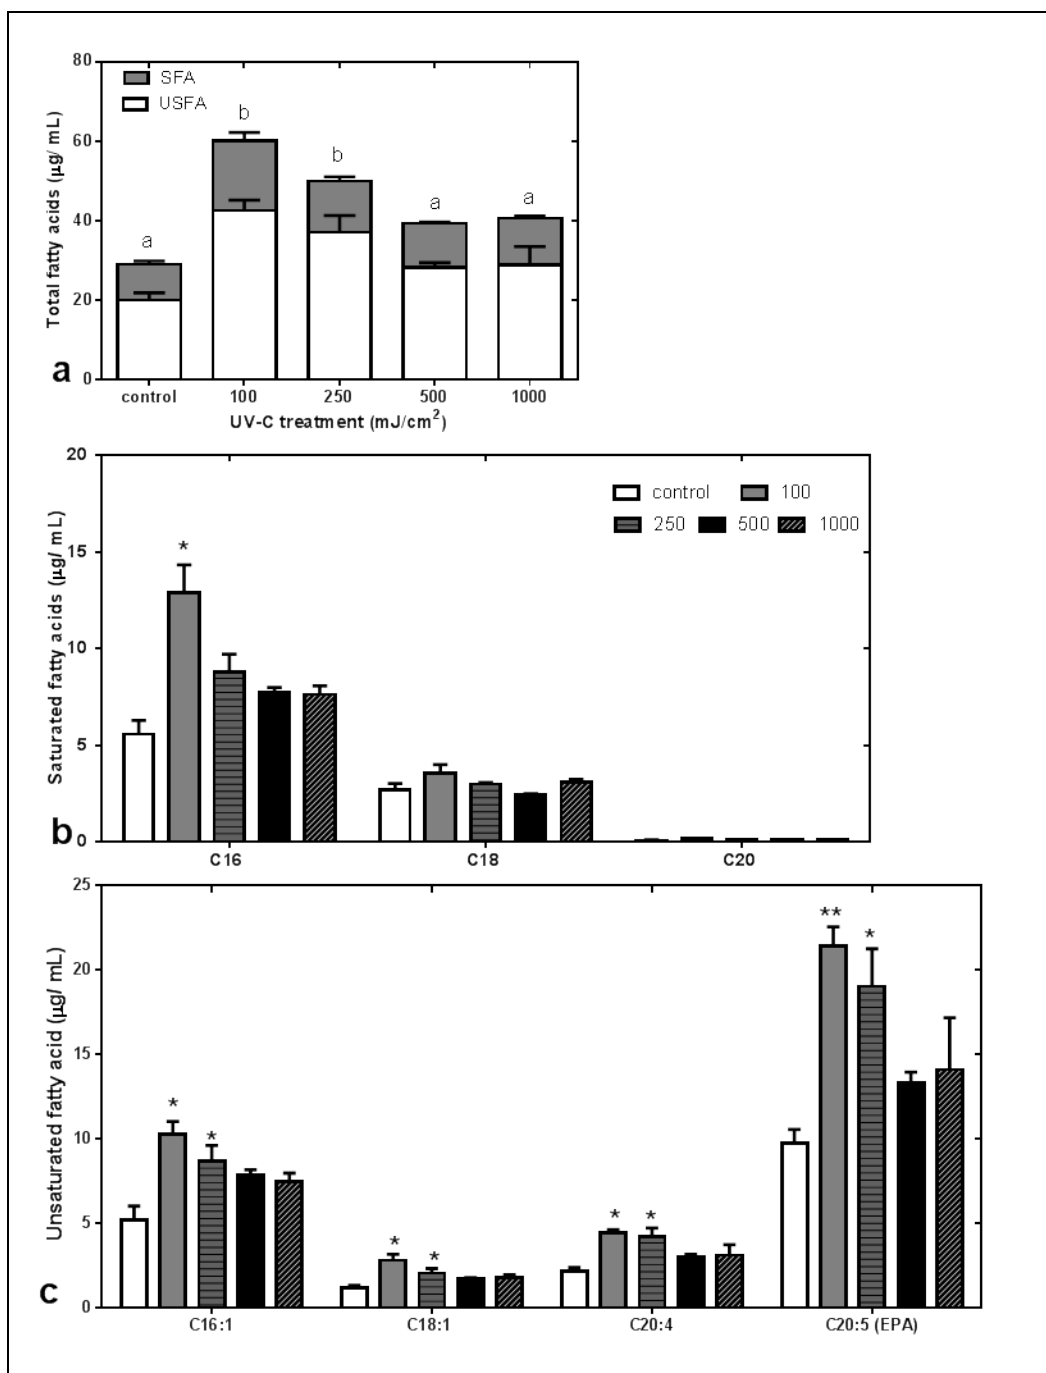 80
60
40
20
0
Total fatty acids (µg/ mL)
SFA
USFA
a
b
b
a
a
a
control 100 250 500 1000
UV-C treatment (mJ/cm²)
20
15
10
5
0
Saturated fatty acids (µg/ mL)
control 100
250 500 1000
*
b
C16 C18 C20
25
20
15
10
5
0
Unsaturated fatty acid (µg/ mL)
* *
* *
* *
** *
c
C16:1 C18:1 C20:4 C20:5 (EPA)